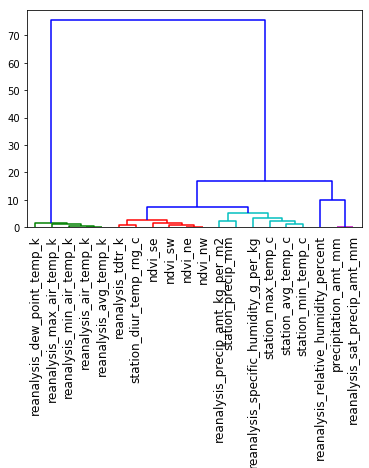 70
60
50
40
30
20
10
0
reanalysis_dew_point_temp_k
reanalysis_max_air_temp_k
reanalysis_min_air_temp_k
reanalysis_air_temp_k
reanalysis_avg_temp_k
reanalysis_tdtr_k
station_diur_temp_rng_c
ndvi_se
ndvi_sw
ndvi_ne
ndvi_nw
reanalysis_precip_amt_kg_per_m2
station_precip_mm
reanalysis_specific_humidity_g_per_kg
station_max_temp_c
station_avg_temp_c
station_min_temp_c
reanalysis_relative_humidity_percent
precipitation_amt_mm
reanalysis_sat_precip_amt_mm